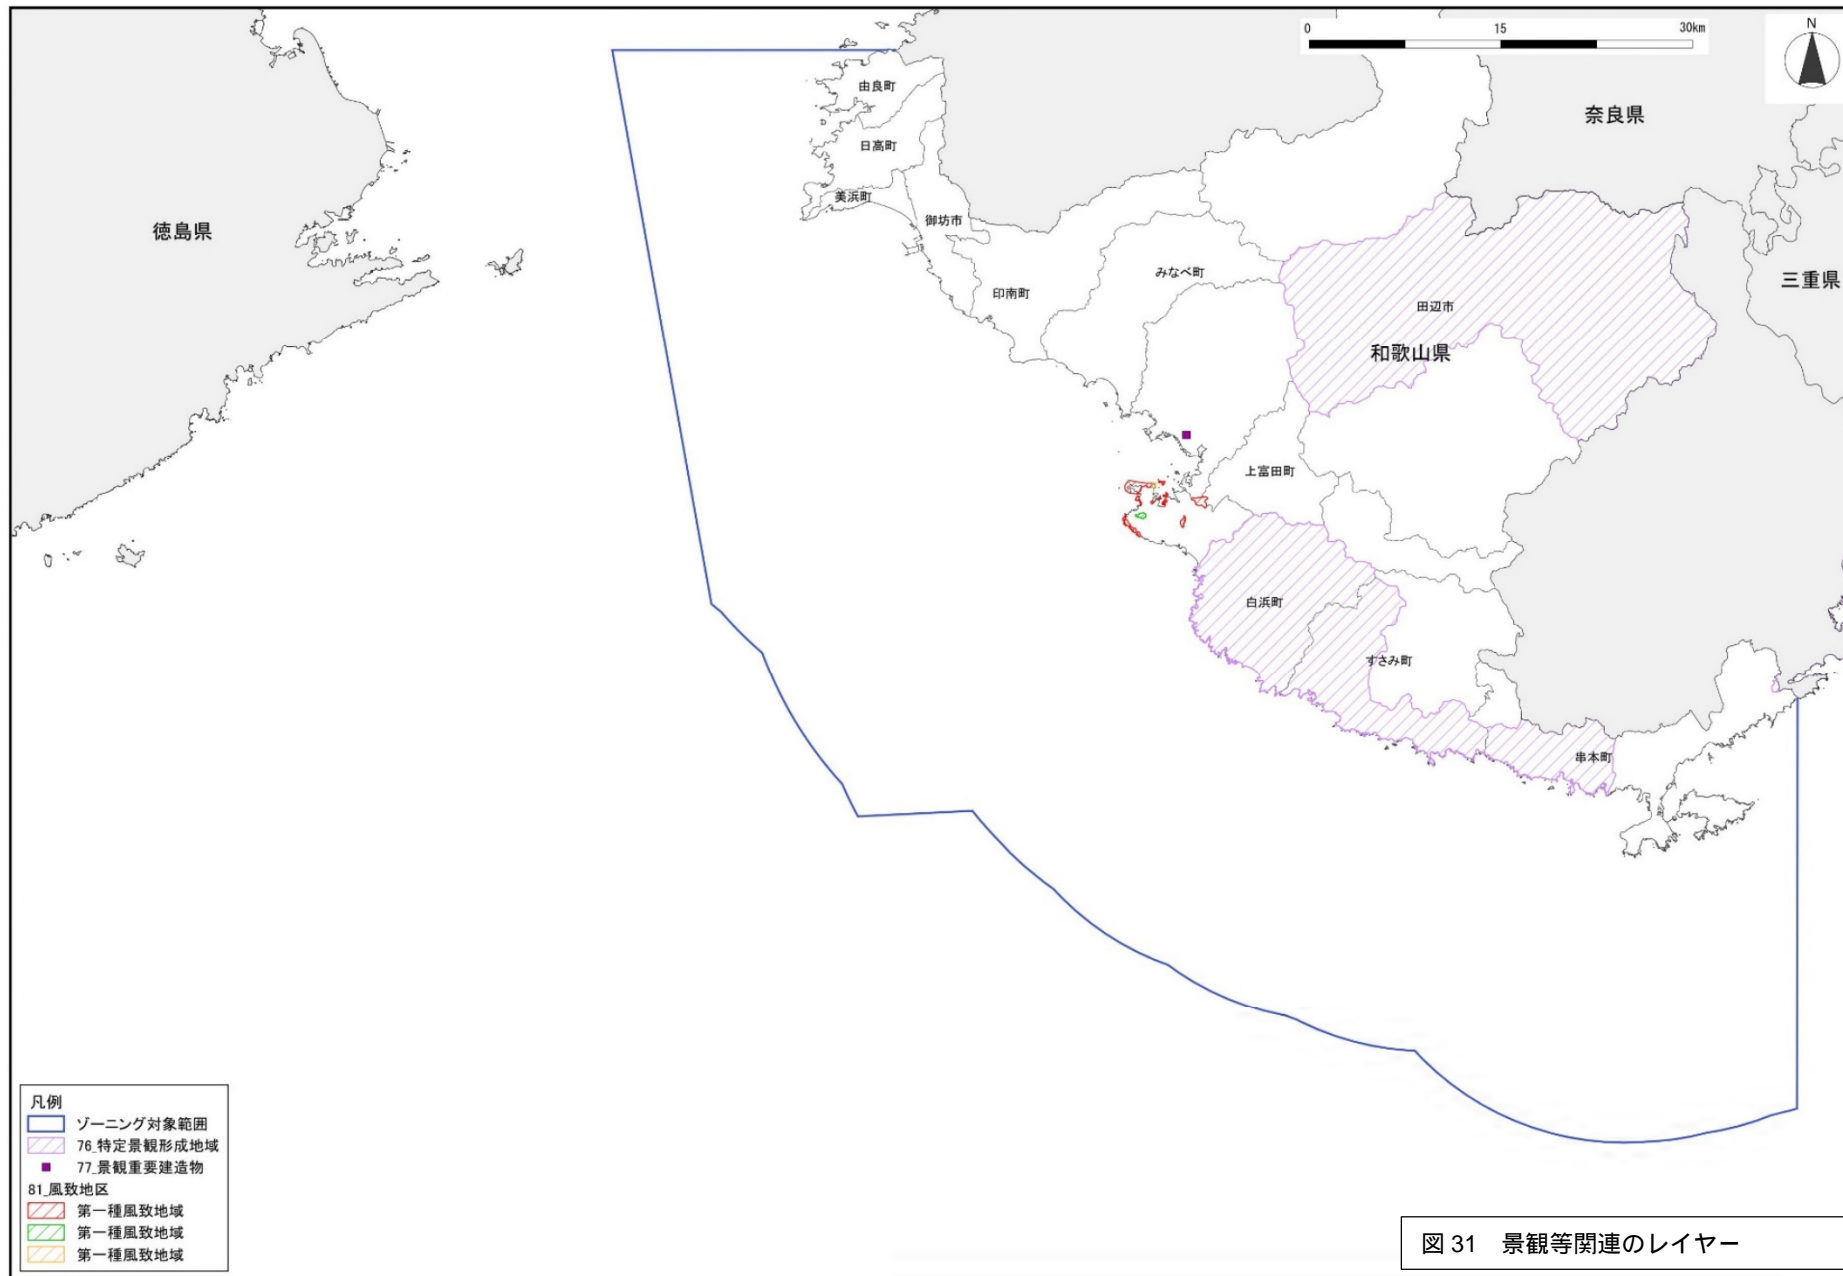 0 15 30km
N
由良町
奈良県
日高町
美浜町
御坊市
徳島県
みなべ町
三重県
印南町
田辺市
和歌山県
上富田町
白浜町
すさみ町
串本町
凡例
ゾーニング対象範囲
76_特定景観形成地域
77_景観重要建造物
81_風致地区
第一種風致地域
第一種風致地域
第一種風致地域
図 31 景観等関連のレイヤー